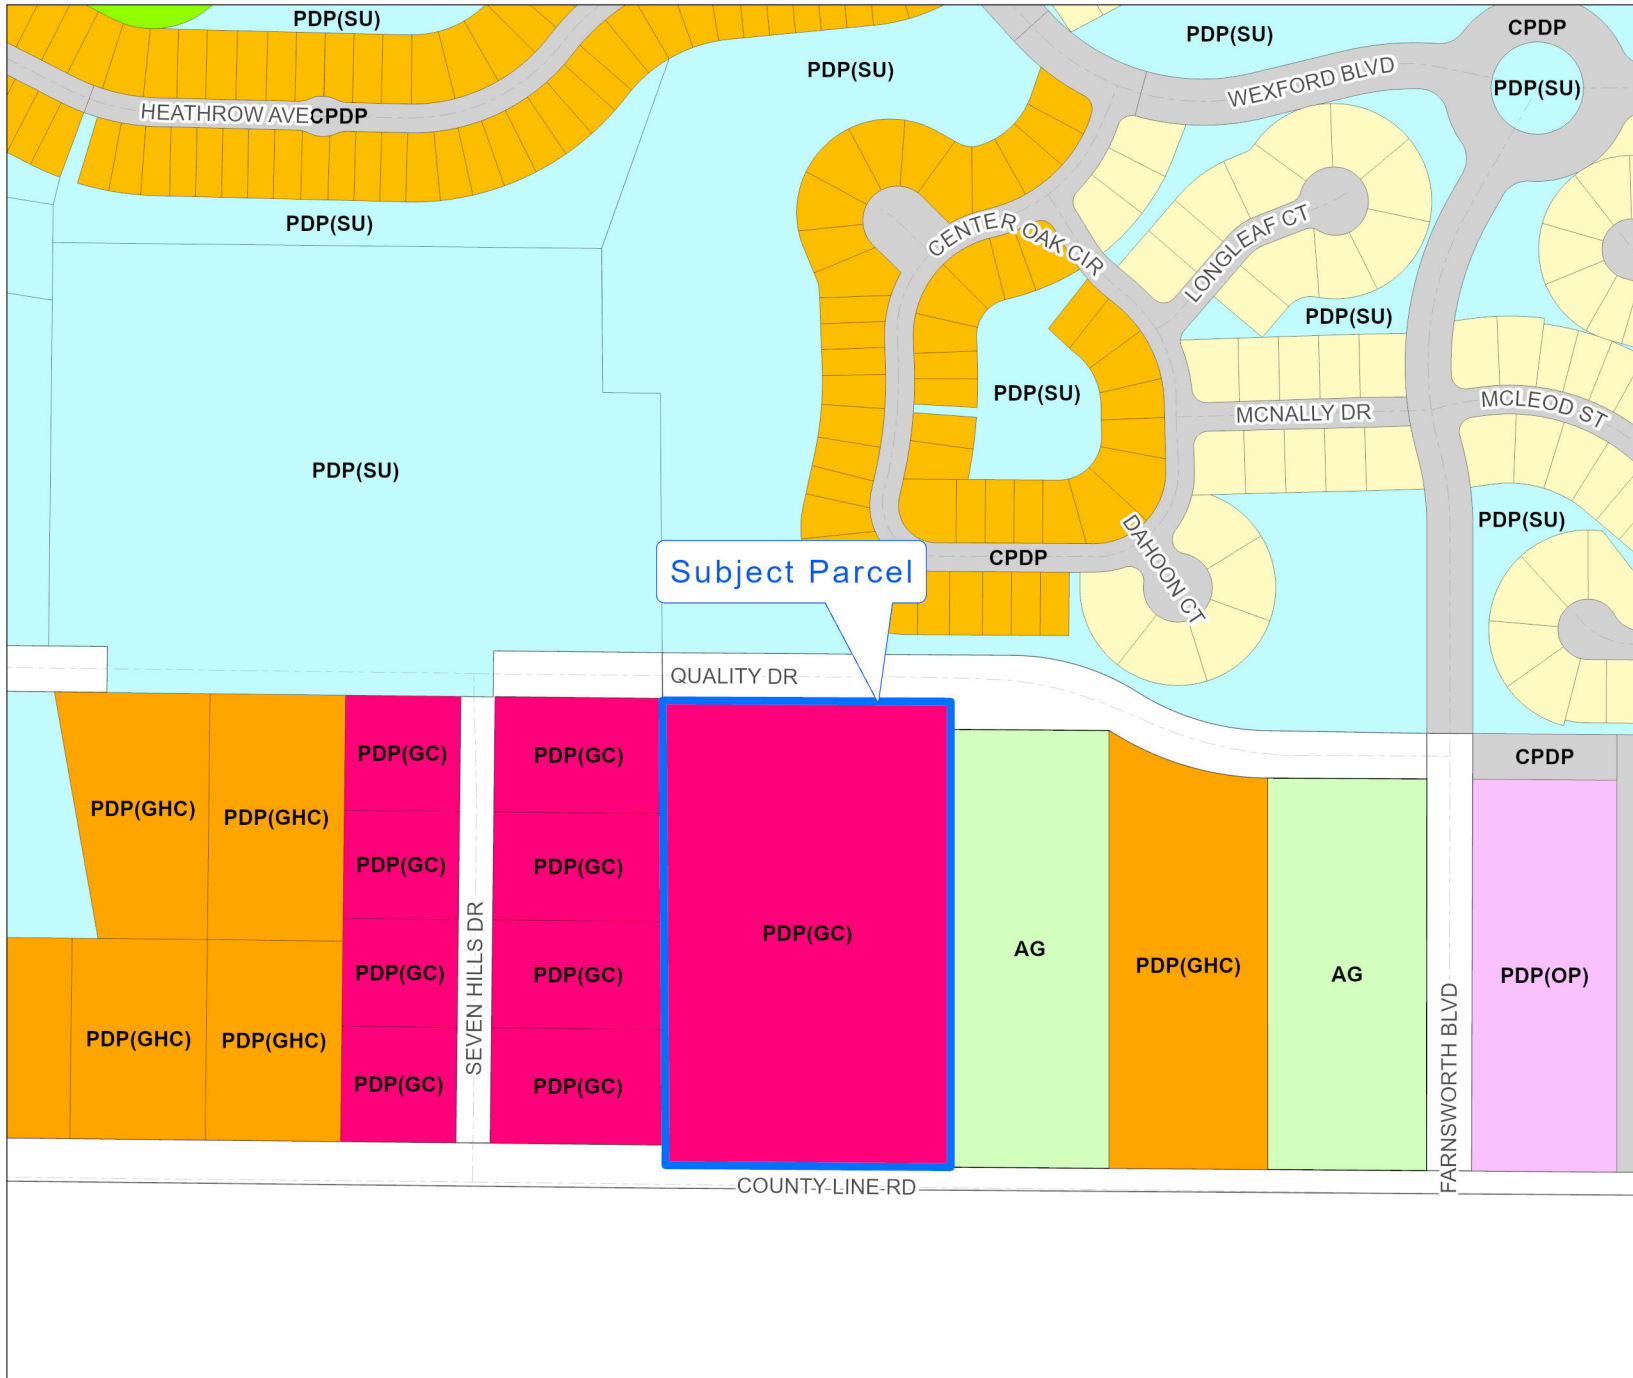 PDP(SU)
CPDP
PDP(SU)
PDP(SU)
WEXFORD BLVD
PDP(SU)
HEATHROW AVE
CPDP
PDP(SU)
CENTER OAK CIR
LONGLEAF CT
PDP(SU)
PDP(SU)
MCNALLY DR
MCLEOD ST
PDP(SU)
PDP(SU)
DAHOON CT
CPDP
Subject Parcel
QUALITY DR
PDP(GC)
PDP(GC)
CPDP
PDP(GHC)
PDP(GHC)
PDP(GC)
PDP(GC)
PDP(GC)
AG
PDP(GHC)
AG
PDP(OP)
PDP(GC)
PDP(GC)
SEVEN HILLS DR
FARNSWORTH BLVD
PDP(GHC)
PDP(GHC)
PDP(GC)
PDP(GC)
COUNTY LINE RD